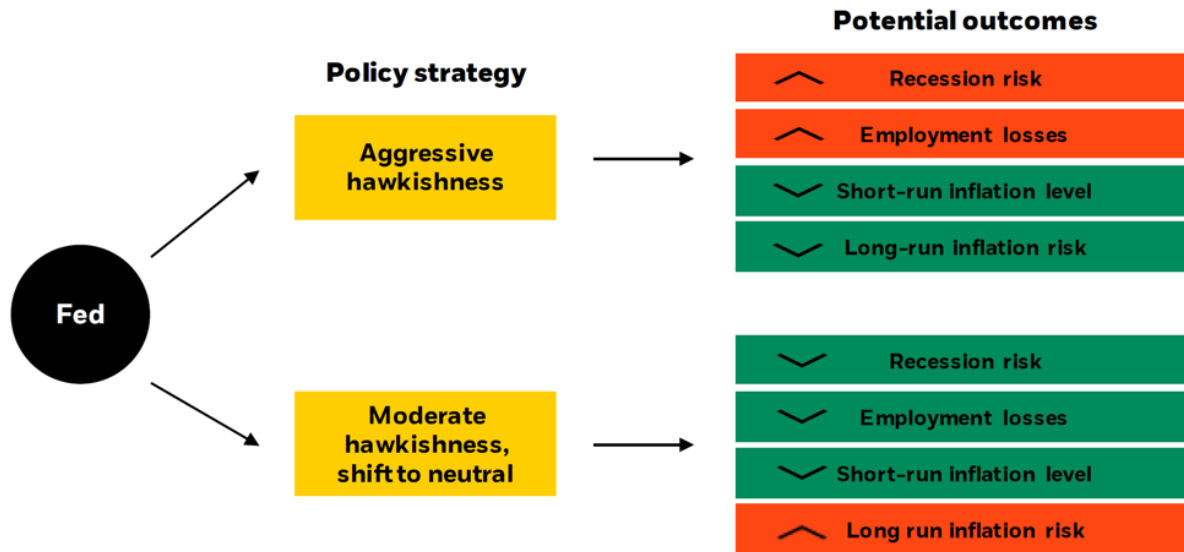 Potential outcomes
Policy strategy
Fed
Aggressive
hawkishness
Recession risk
Employment losses
Short-run inflation level
Long-run inflation risk
Moderate
hawkishness,
shift to neutral
Recession risk
Employment losses
Short-run inflation level
Long run inflation risk